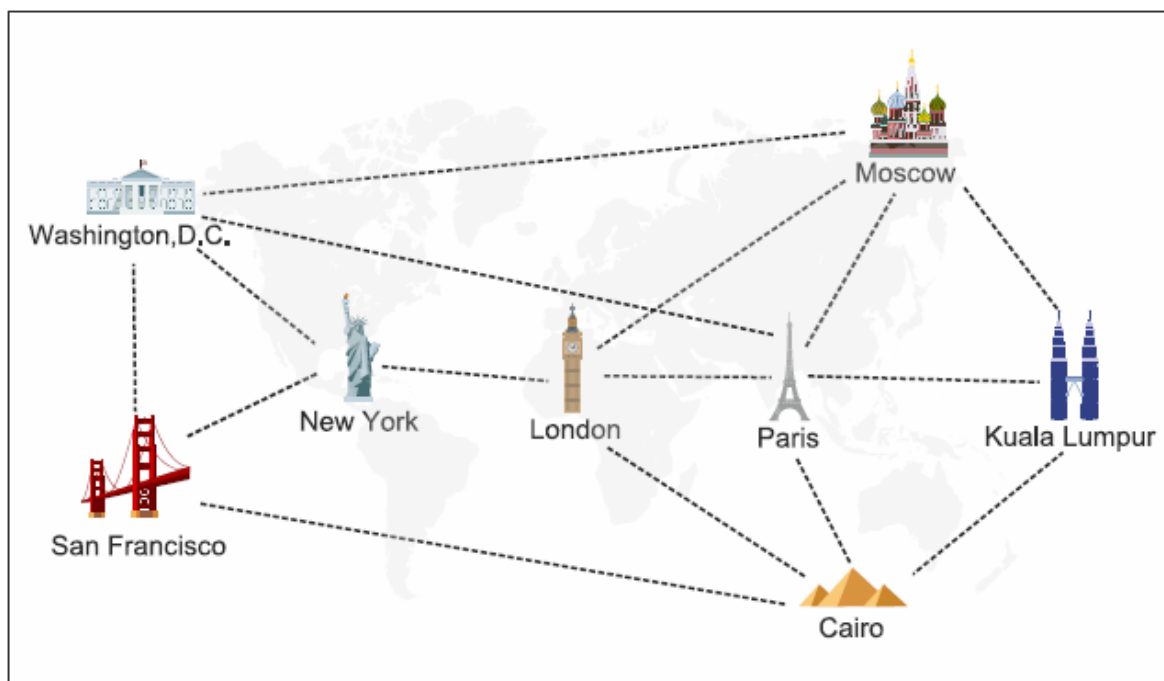 Moscow
Washington,D.C.
New York
London
Paris
Kuala Lumpur
San Francisco
Cairo